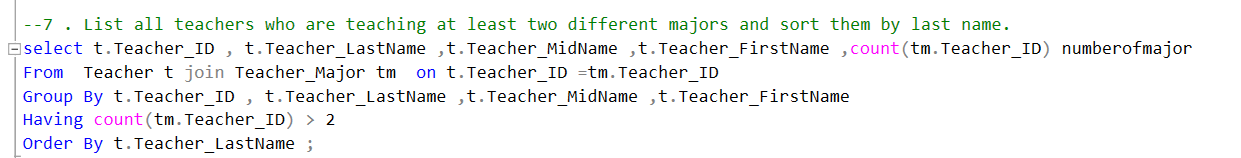 --7 . List all teachers who are teaching at least two different majors and sort them by last name.
select t.Teacher_ID , t.Teacher_LastName ,t.Teacher_MidName ,t.Teacher_FirstName ,count(tm.Teacher_ID) numberofmajor
From  Teacher t join Teacher_Major tm  on t.Teacher_ID =tm.Teacher_ID
Group By t.Teacher_ID , t.Teacher_LastName ,t.Teacher_MidName ,t.Teacher_FirstName
Having count(tm.Teacher_ID) > 2
Order By t.Teacher_LastName ;